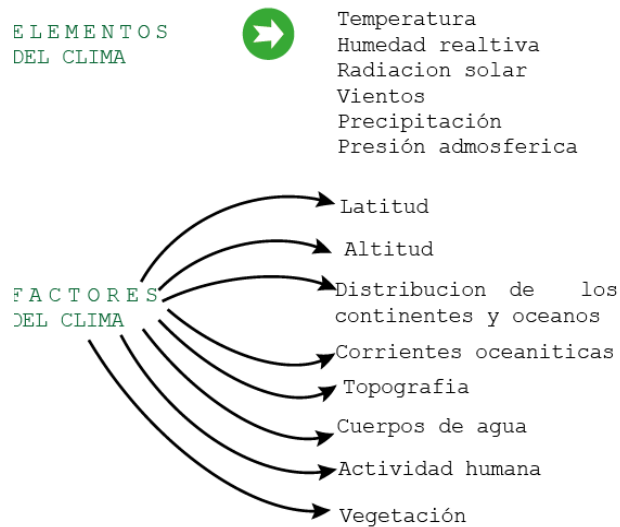 ELEMENTOS
DEL CLIMA
Temperatura
Humedad realtiva
Radiacion solar
Vientos
Precipitación
Presión admosferica
FACTORES
DEL CLIMA
Latitud
Altitud
Distribucion de los
continentes y oceanos
Corrientes oceaniticas
Topografia
Cuerpos de agua
Actividad humana
Vegetación